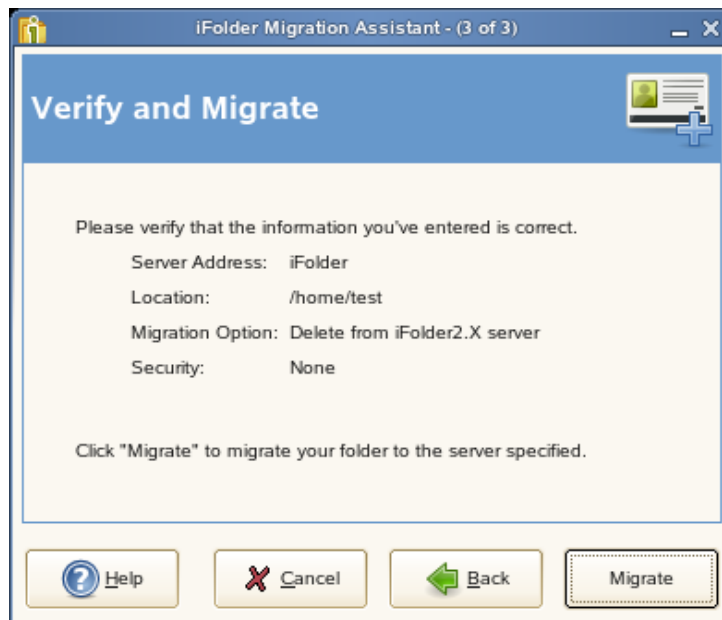 iFolder Migration Assistant - (3 of 3)
Verify and Migrate
Please verify that the information you've entered is correct.
Server Address: iFolder
Location: /home/test
Migration Option: Delete from iFolder2.X server
Security: None
Click "Migrate" to migrate your folder to the server specified.
Help Cancel Back Migrate